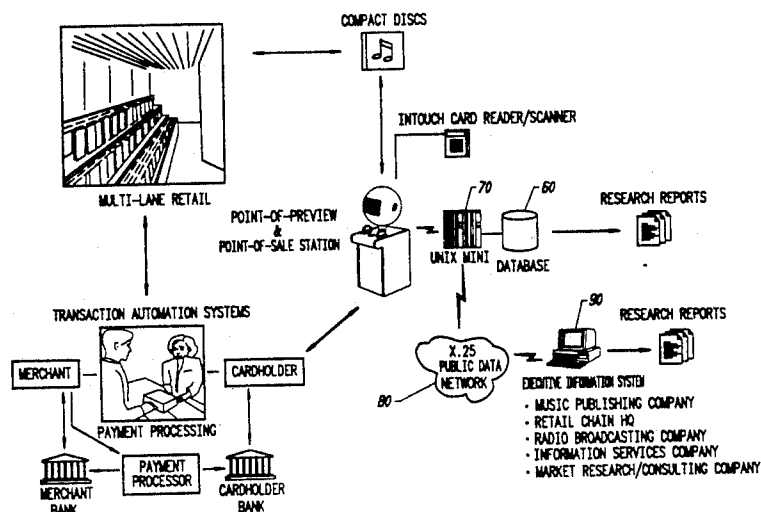 COMPACT DISCS
INTOUCH CARD READER/SCANNER
MULTI-LANE RETAIL
POINT-OF-PREVIEW
&
POINT-OF-SALE STATION
70
60
RESEARCH REPORTS
UNIX MINI
DATABASE
TRANSACTION AUTOMATION SYSTEMS
90
RESEARCH REPORTS
MERCHANT
CARDHOLDER
X.25
PUBLIC DATA
NETWORK
80
EXECUTIVE INFORMATION SYSTEM
• MUSIC PUBLISHING COMPANY
• RETAIL CHAIN HQ
• RADIO BROADCASTING COMPANY
• INFORMATION SERVICES COMPANY
• MARKET RESEARCH/CONSULTING COMPANY
PAYMENT PROCESSING
PAYMENT
PROCESSOR
MERCHANT
BANK
CARDHOLDER
BANK